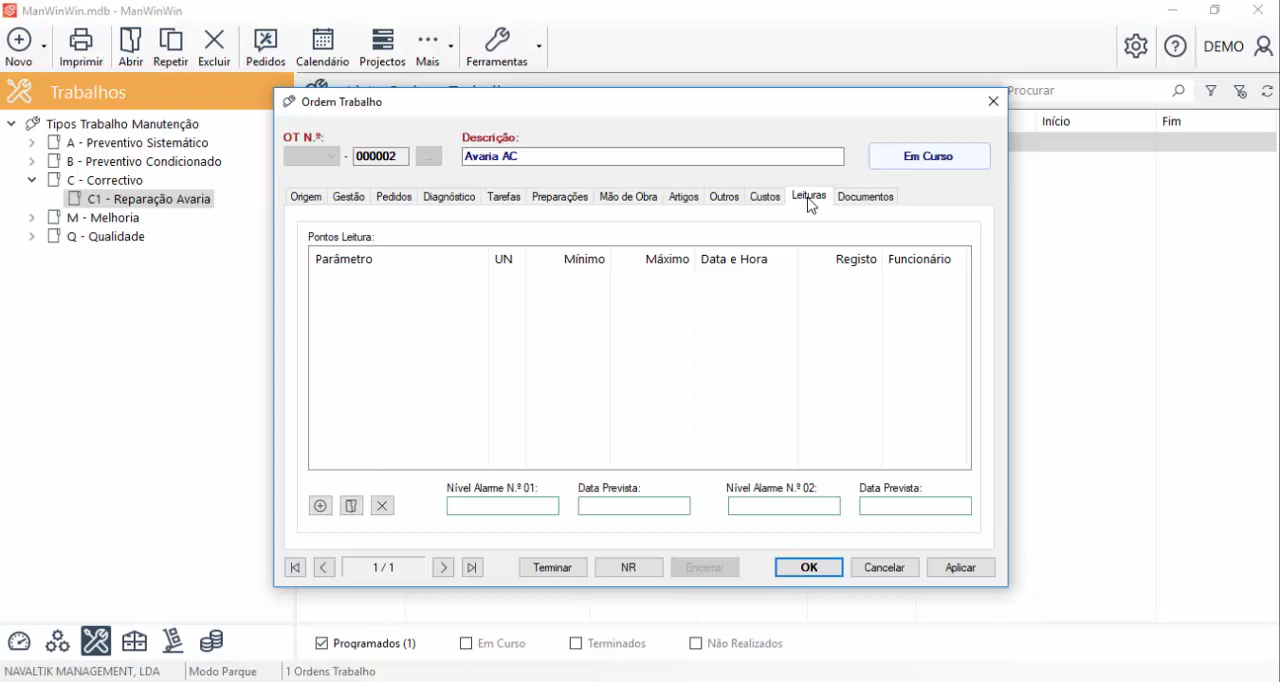 ManWinWin.mdb - ManWinWin
Novo Imprimir Abrir Repetir Excluir Pedidos Calendário Projectos Mais Ferramentas DEMO
Trabalhos
Procurar
Tipos Trabalho Manutenção
A - Preventivo Sistemático
B - Preventivo Condicionado
C - Correctivo
C1 - Reparação Avaria
M - Melhoria
Q - Qualidade
Início Fim
Ordem Trabalho
OT N.º: Descrição:
- 000002 ... Avaria AC Em Curso
Origem Gestão Pedidos Diagnóstico Tarefas Preparações Mão de Obra Artigos Outros Custos Leituras Documentos
Pontos Leitura:
Parâmetro UN Mínimo Máximo Data e Hora Registo Funcionário
Nível Alarme N.º 01: Data Prevista: Nível Alarme N.º 02: Data Prevista:
1 / 1 Terminar NR Encerrar OK Cancelar Aplicar
Programados (1) Em Curso Terminados Não Realizados
NAVALTIK MANAGEMENT, LDA Modo Parque 1 Ordens Trabalho